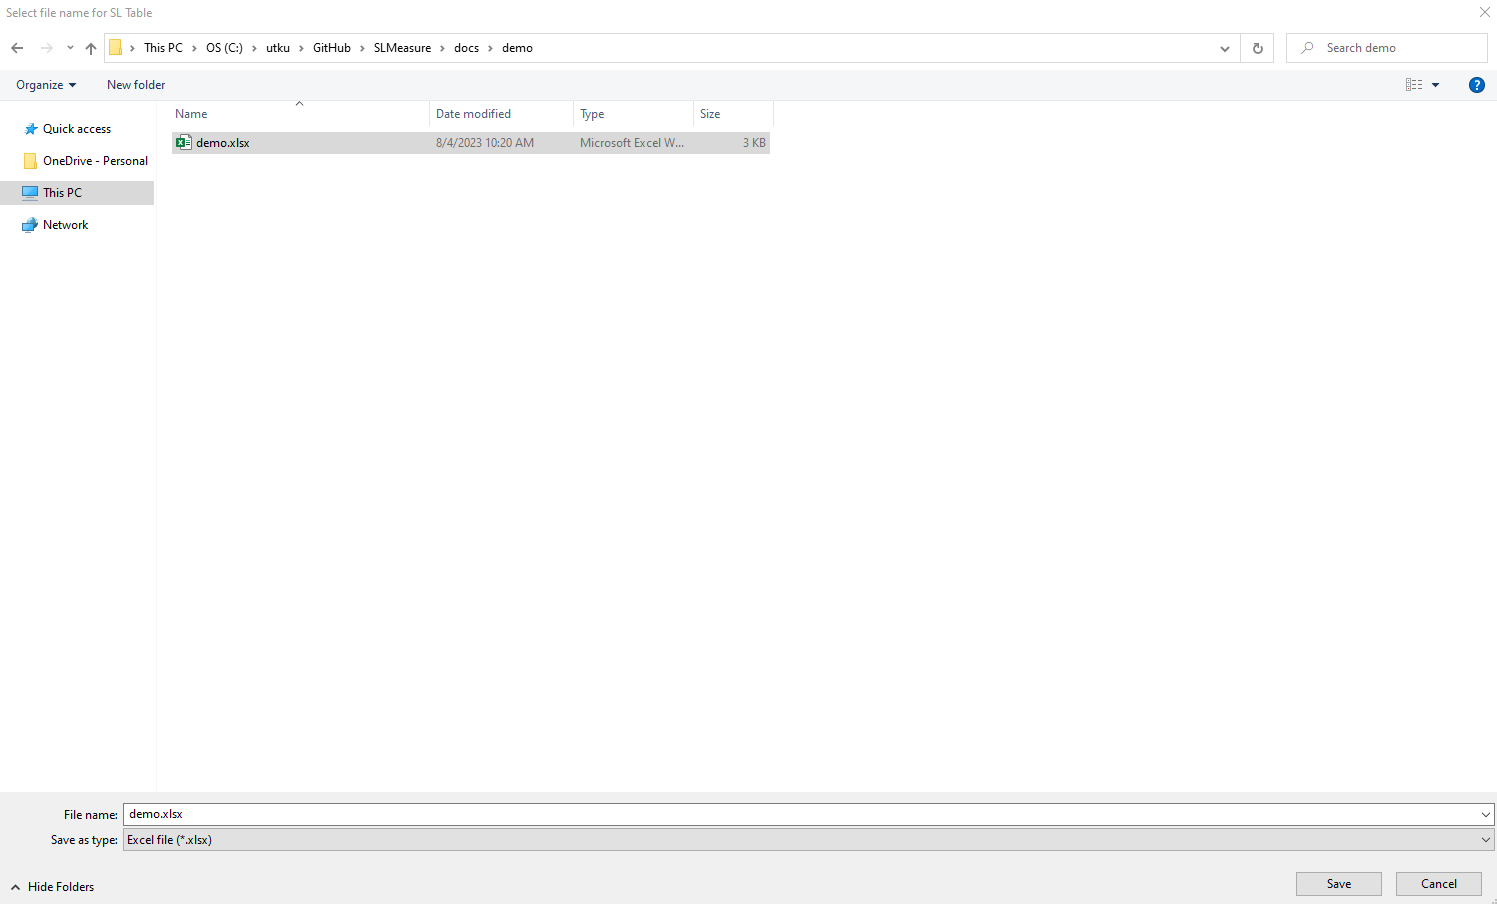 Select file name for SL Table
This PC OS (C:) utku GitHub SLMeasure docs demo
Search demo
Organize New folder
?
Name Date modified Type Size
demo.xlsx 8/4/2023 10:20 AM Microsoft Excel W... 3 KB
Quick access
OneDrive - Personal
This PC
Network
File name: demo.xlsx
Save as type: Excel file (*.xlsx)
Hide Folders Save Cancel